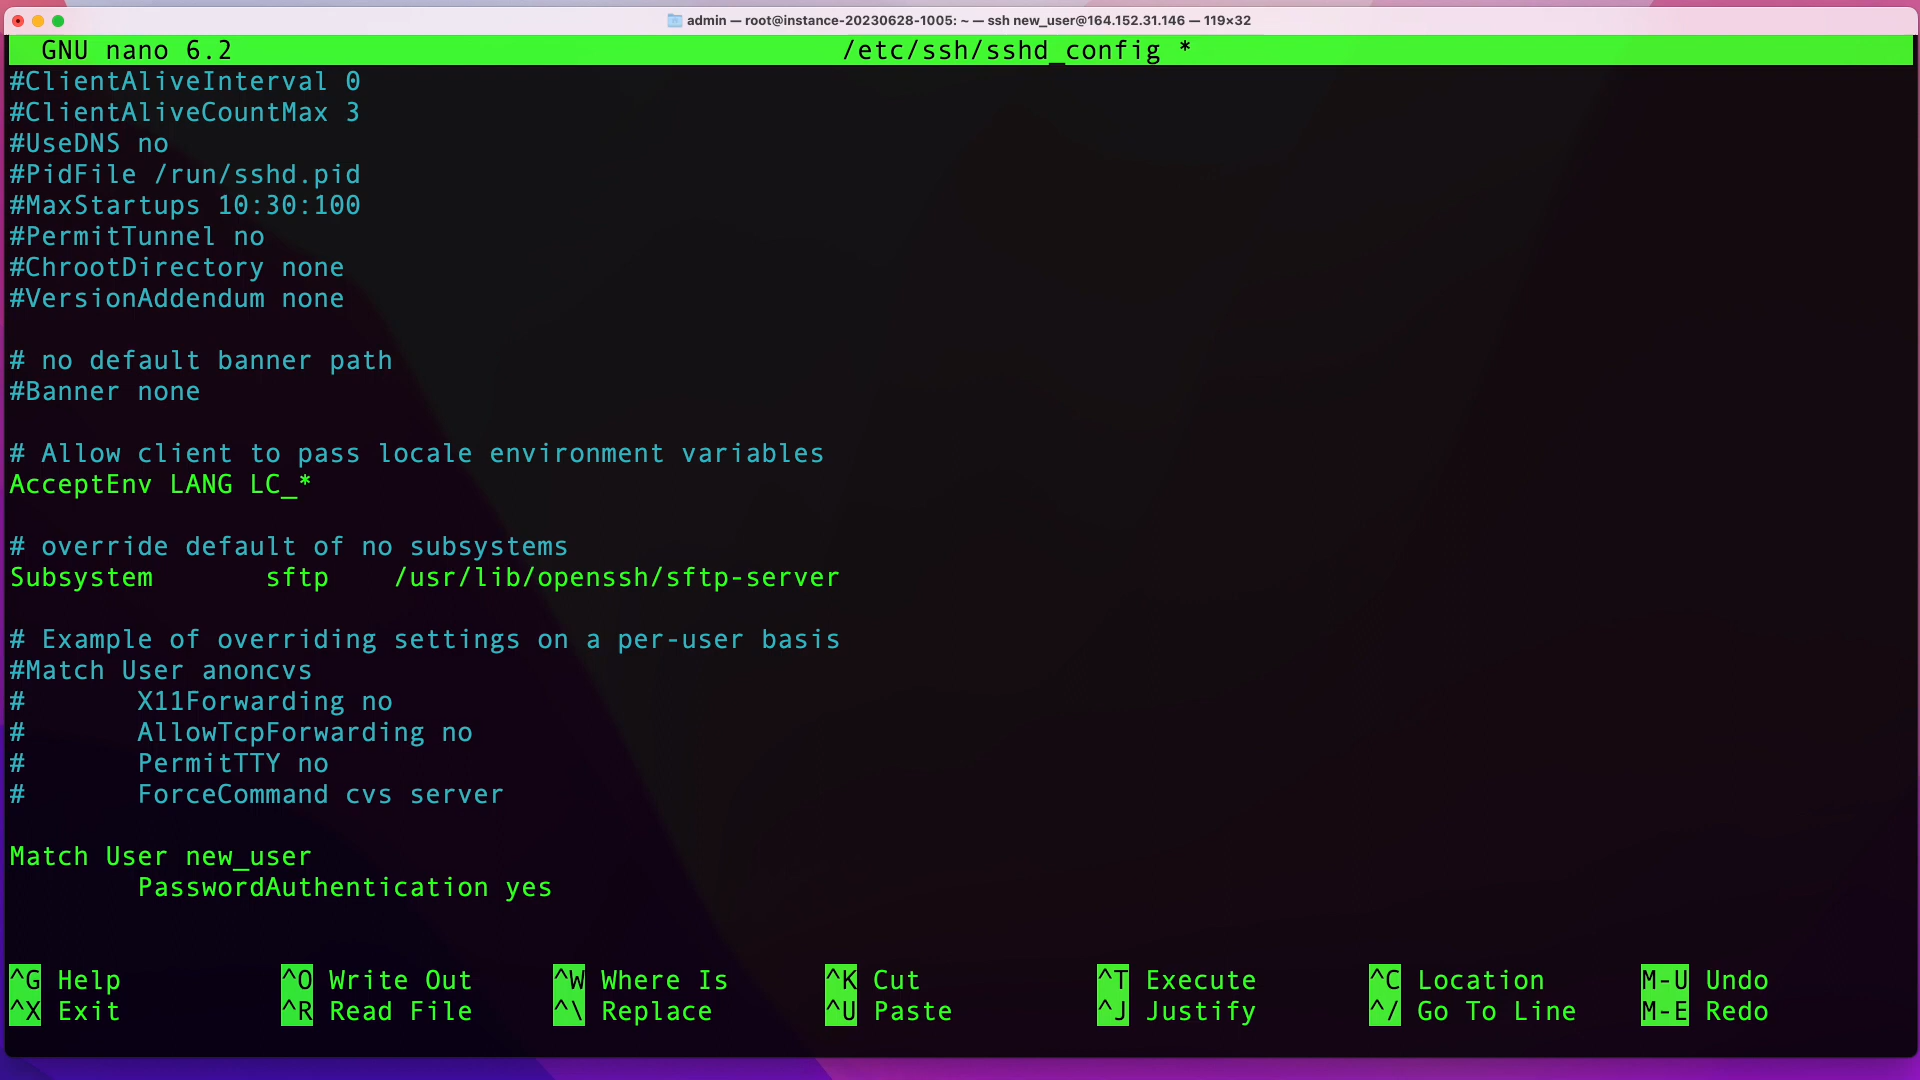 admin — root@instance-20230628-1005: ~ — ssh new_user@164.152.31.146 — 119×32
GNU nano 6.2 /etc/ssh/sshd_config *
#ClientAliveInterval 0
#ClientAliveCountMax 3
#UseDNS no
#PidFile /run/sshd.pid
#MaxStartups 10:30:100
#PermitTunnel no
#ChrootDirectory none
#VersionAddendum none
# no default banner path
#Banner none
# Allow client to pass locale environment variables
AcceptEnv LANG LC_*
# override default of no subsystems
Subsystem sftp /usr/lib/openssh/sftp-server
# Example of overriding settings on a per-user basis
#Match User anoncvs
# X11Forwarding no
# AllowTcpForwarding no
# PermitTTY no
# ForceCommand cvs server
Match User new_user
PasswordAuthentication yes
^G Help ^O Write Out ^W Where Is ^K Cut ^T Execute ^C Location M-U Undo
^X Exit ^R Read File ^\ Replace ^U Paste ^J Justify ^/ Go To Line M-E Redo